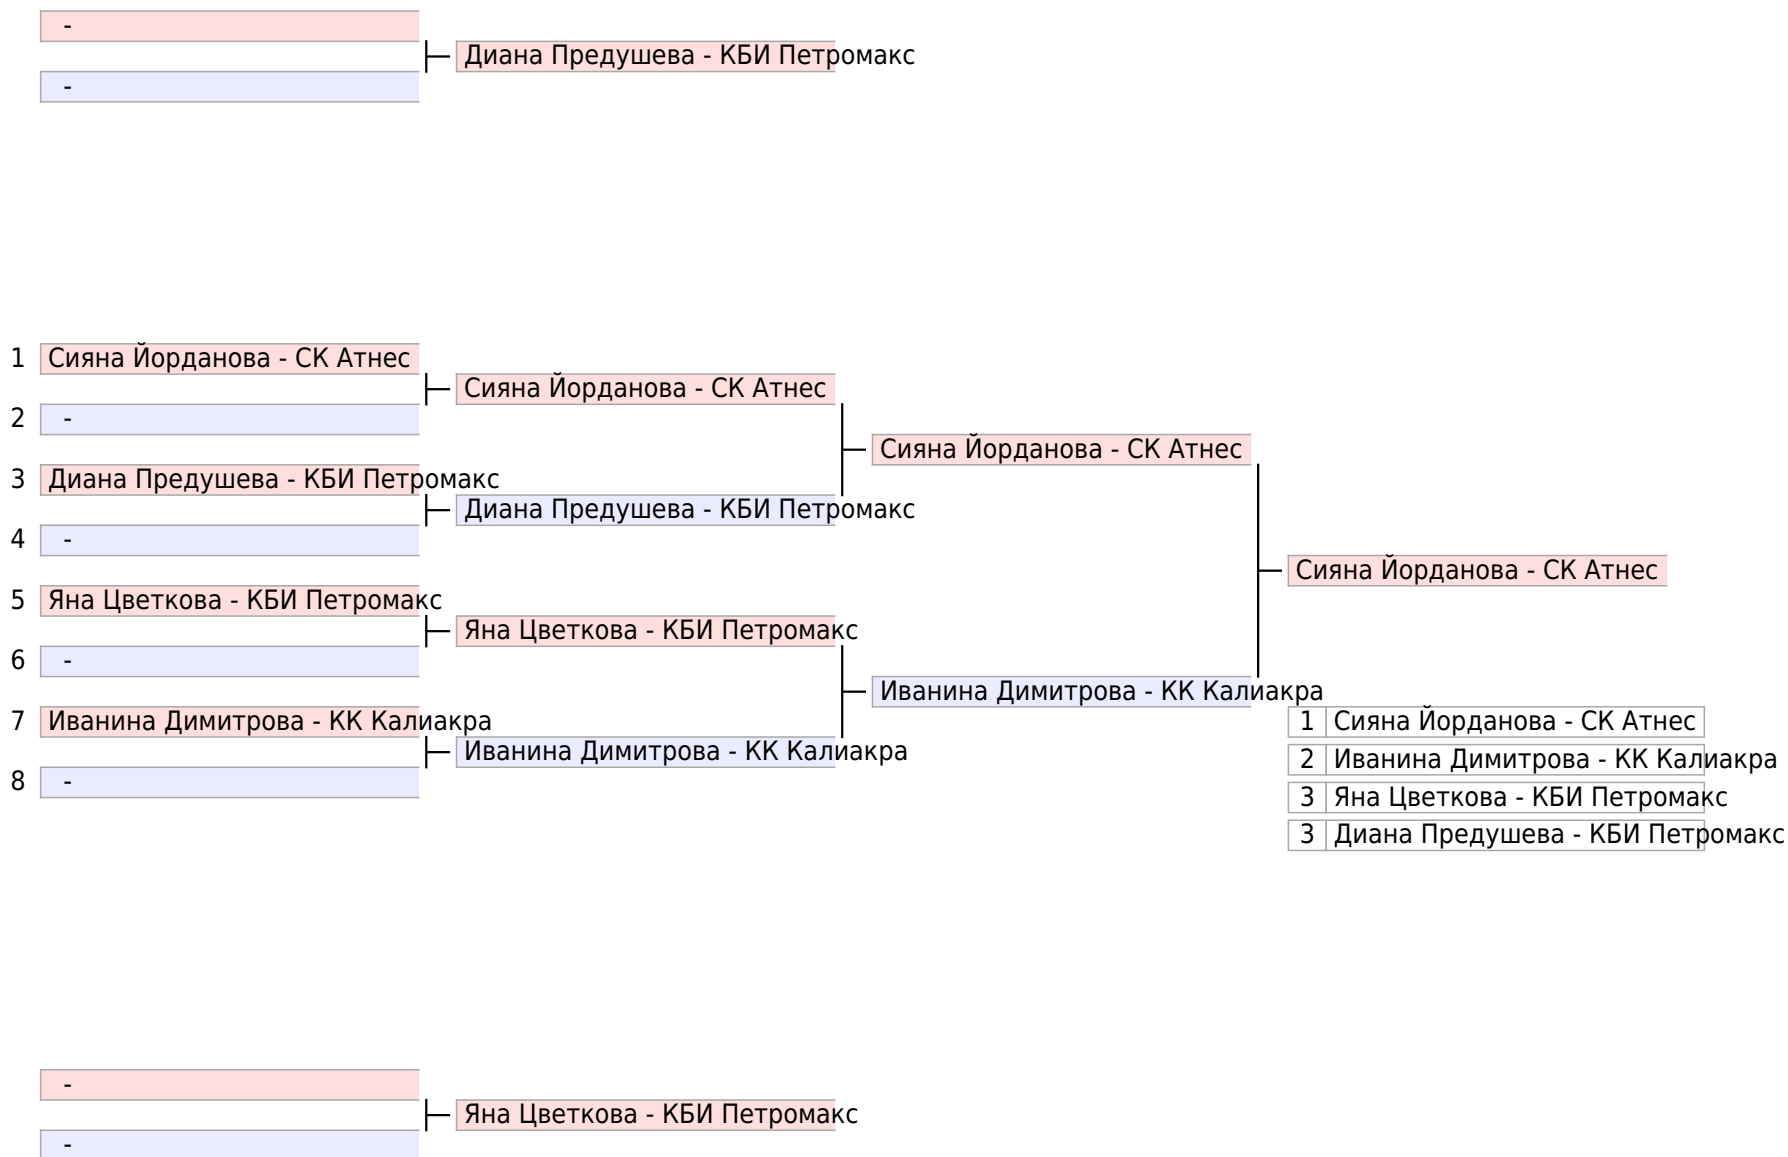 -
Диана Предушева - КБИ Петромакс
-
1 Сияна Йорданова - СК Атнес
Сияна Йорданова - СК Атнес
2 -
Сияна Йорданова - СК Атнес
3 Диана Предушева - КБИ Петромакс
Диана Предушева - КБИ Петромакс
4 -
Сияна Йорданова - СК Атнес
5 Яна Цветкова - КБИ Петромакс
Яна Цветкова - КБИ Петромакс
6 -
Иванина Димитрова - КК Калиакра
7 Иванина Димитрова - КК Калиакра
1 Сияна Йорданова - СК Атнес
Иванина Димитрова - КК Калиакра
2 Иванина Димитрова - КК Калиакра
8 -
3 Яна Цветкова - КБИ Петромакс
3 Диана Предушева - КБИ Петромакс
-
Яна Цветкова - КБИ Петромакс
-